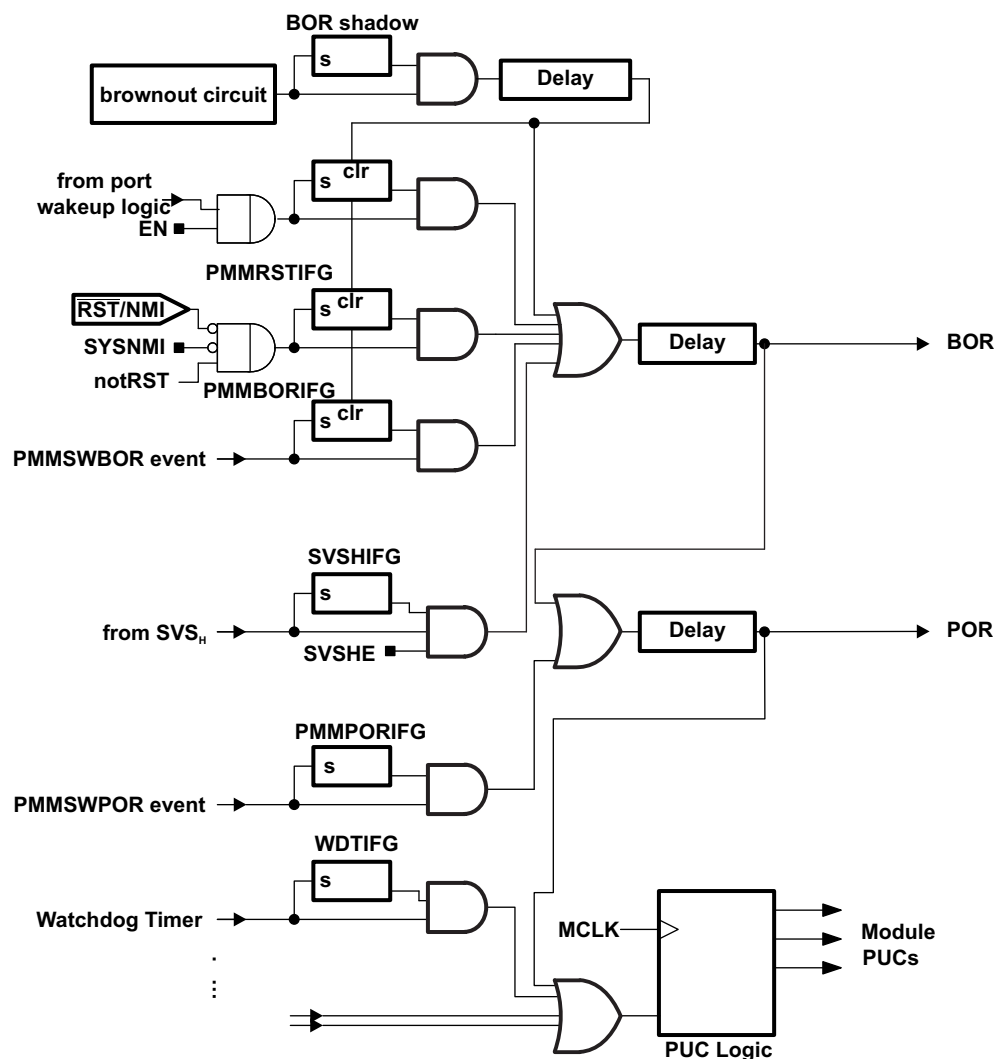 BOR shadow
s
brownout circuit
Delay
s clr
from port
wakeup logic
EN
PMMRSTIFG
s clr
RST/NMI
SYSNMI
notRST
Delay
BOR
PMMBORIFG
s clr
PMMSWBOR event
SVSHIFG
s
from SVSH
SVSHE
Delay
POR
PMMPORIFG
s
PMMSWPOR event
WDTIFG
s
Watchdog Timer
MCLK
Module
PUCs
.
...
PUC Logic